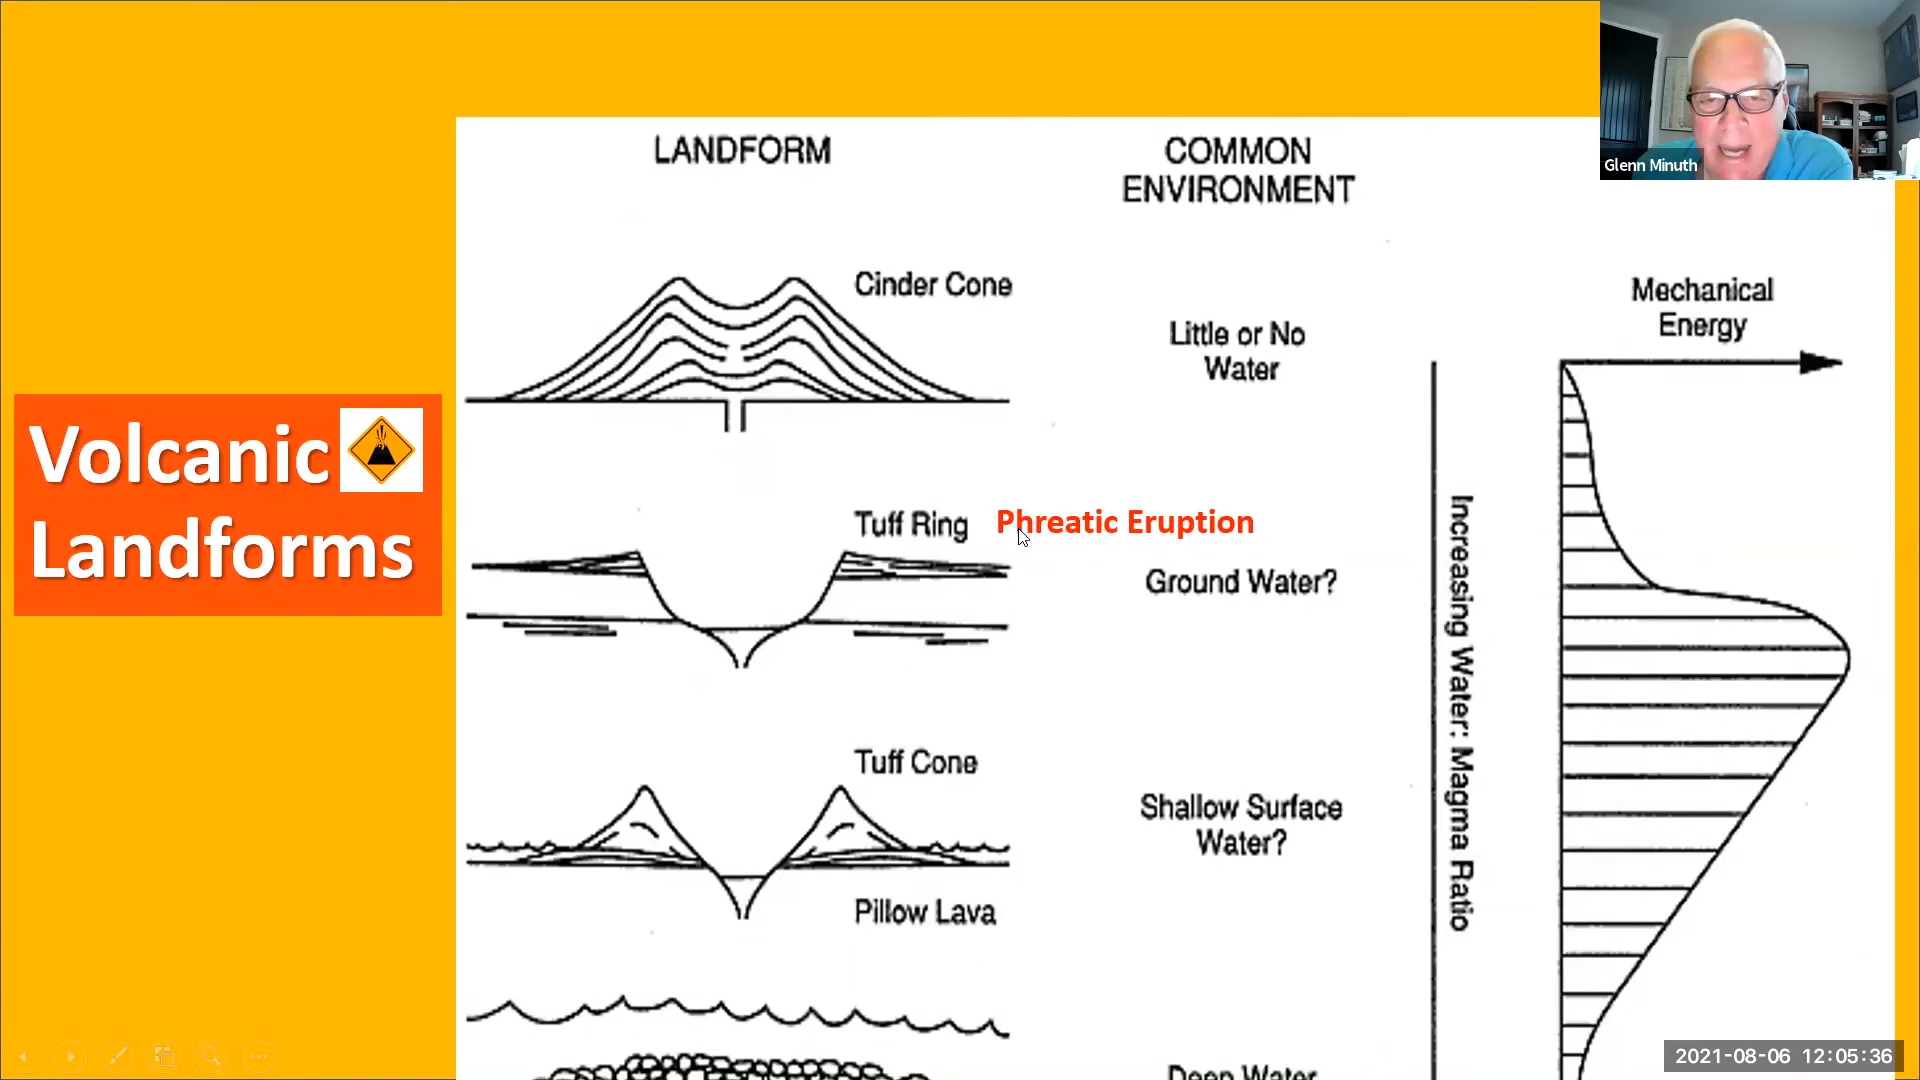 Volcanic
Landforms
LANDFORM
COMMON
ENVIRONMENT
Cinder Cone
Little or No
Water
Mechanical
Energy
Tuff Ring
Phreatic Eruption
Ground Water?
Tuff Cone
Shallow Surface
Water?
Pillow Lava
Deep Water
Increasing Water: Magma Ratio
Glenn Minuth
2021-08-06 12:05:36